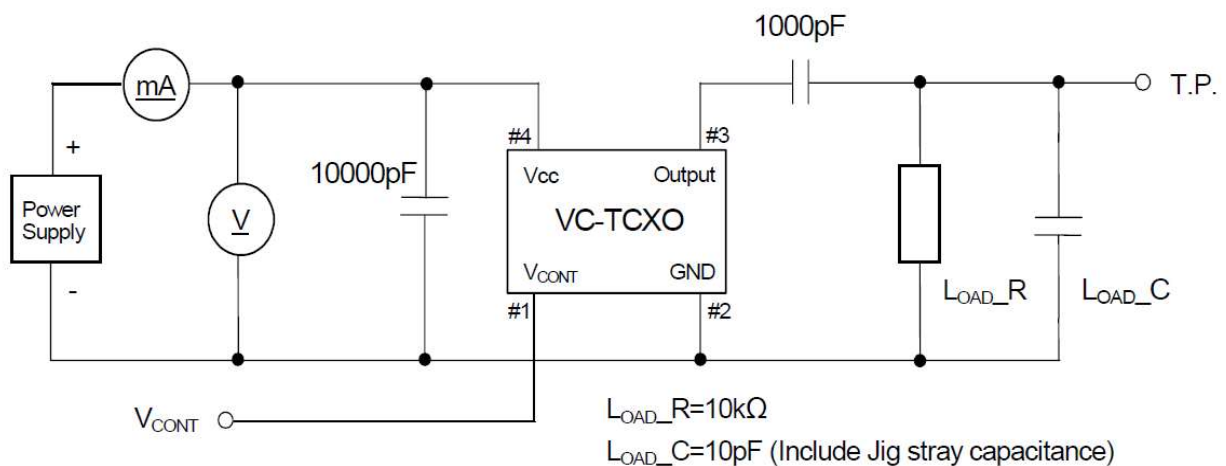 1000pF
mA
T.P.
+
#4
#3
10000pF
Vcc
Output
Power
Supply
V
VC-TCXO
VCONT
GND
-
#1
#2
LOAD_R
LOAD_C
VCONT
LOAD_R=10kΩ
LOAD_C=10pF (Include Jig stray capacitance)